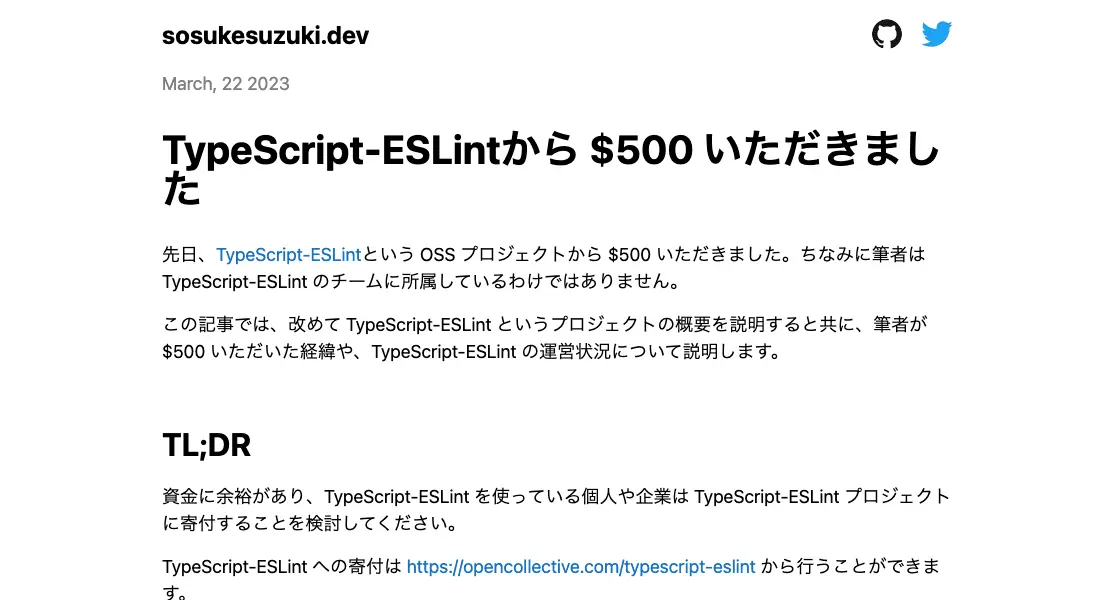 sosukesuzuki.dev
March, 22 2023
TypeScript-ESLintから $500 いただきまし
た
先日、TypeScript-ESLintという OSS プロジェクトから $500 いただきました。ちなみに筆者は
TypeScript-ESLint のチームに所属しているわけではありません。
この記事では、改めて TypeScript-ESLint というプロジェクトの概要を説明すると共に、筆者が
$500 いただいた経緯や、TypeScript-ESLint の運営状況について説明します。
TL;DR
資金に余裕があり、TypeScript-ESLint を使っている個人や企業は TypeScript-ESLint プロジェクト
に寄付することを検討してください。
TypeScript-ESLint への寄付は https://opencollective.com/typescript-eslint から行うことができま
す。